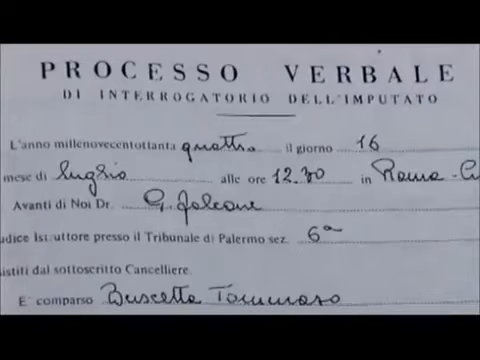 PROCESSO VERBALE
DI INTERROGATORIO DELL'IMPUTATO
L'anno millenovecentottanta quattro il giorno 16
mese di luglio alle ore 12.30 in Roma
Avanti di Noi Dr. G. Falcone
udice Istruttore presso il Tribunale di Palermo sez. 6a
sistiti dal sottoscritto Cancelliere.
E' comparso Buscetta Tommaso